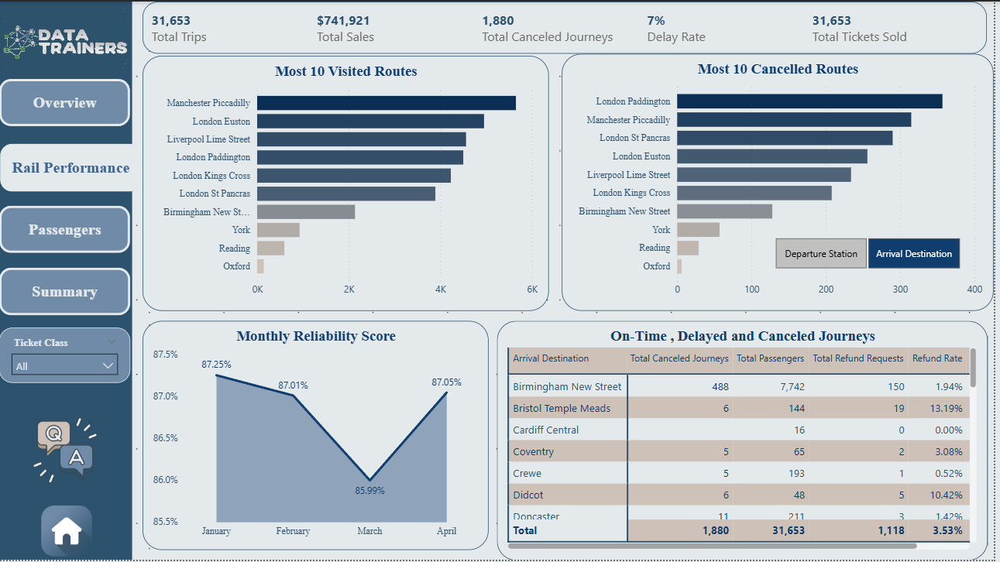 DATA
TRAINERS
Overview
Rail Performance
Passengers
Summary
Ticket Class
All
Q
A
31,653
Total Trips
$741,921
Total Sales
1,880
Total Canceled Journeys
7%
Delay Rate
31,653
Total Tickets Sold
Most 10 Visited Routes
Manchester Piccadilly
London Euston
Liverpool Lime Street
London Paddington
London Kings Cross
London St Pancras
Birmingham New St...
York
Reading
Oxford
0K 2K 4K 6K
Most 10 Cancelled Routes
London Paddington
Manchester Piccadilly
London St Pancras
London Euston
Liverpool Lime Street
London Kings Cross
Birmingham New Street
York
Reading
Oxford
Departure Station Arrival Destination
0 100 200 300 400
Monthly Reliability Score
87.5%
87.0%
86.5%
86.0%
85.5%
87.25%
87.01%
85.99%
87.05%
January February March April
On-Time , Delayed and Canceled Journeys
Arrival Destination Total Canceled Journeys Total Passengers Total Refund Requests Refund Rate
Birmingham New Street 488 7,742 150 1.94%
Bristol Temple Meads 6 144 19 13.19%
Cardiff Central 16 0 0.00%
Coventry 5 65 2 3.08%
Crewe 5 193 1 0.52%
Didcot 6 48 5 10.42%
Doncaster 11 211 3 1.42%
Total 1,880 31,653 1,118 3.53%